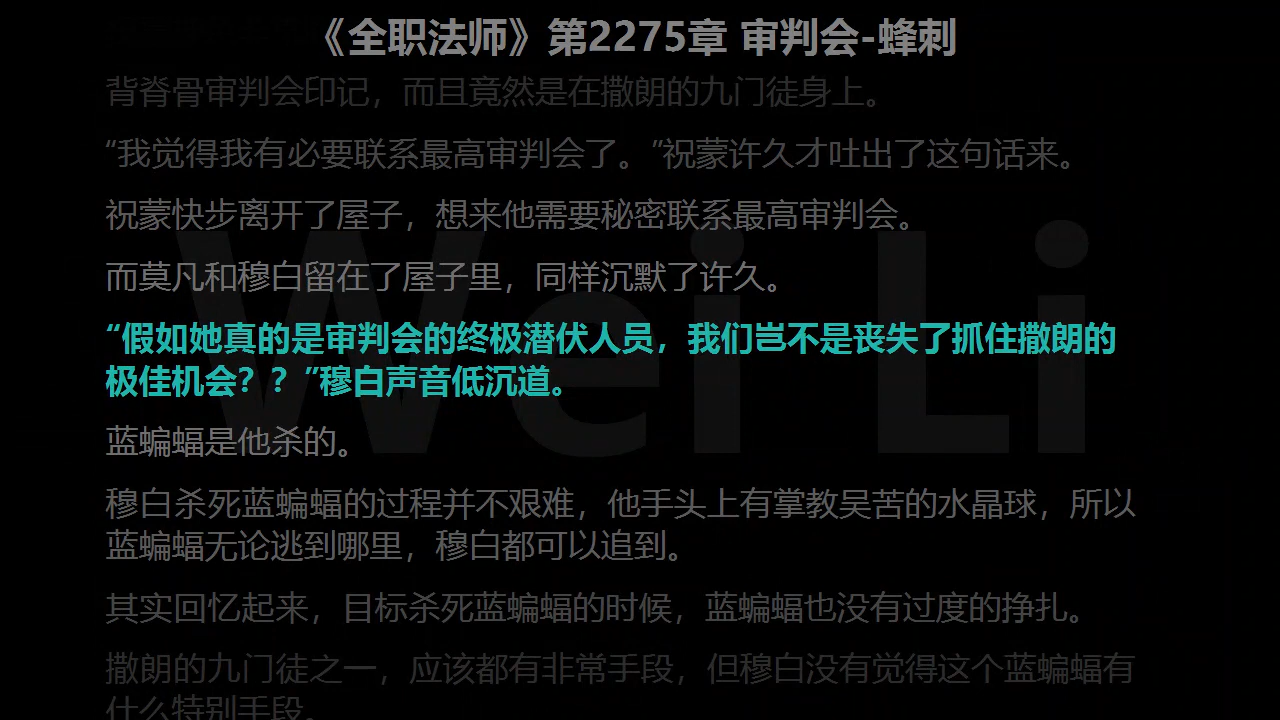 《全职法师》第2275章 审判会-蜂刺
背脊骨审判会印记，而且竟然是在撒朗的九门徒身上。
“我觉得我有必要联系最高审判会了。”祝蒙许久才吐出了这句话来。
祝蒙快步离开了屋子，想来他需要秘密联系最高审判会。
而莫凡和穆白留在了屋子里，同样沉默了许久。
“假如她真的是审判会的终极潜伏人员，我们岂不是丧失了抓住撒朗的
极佳机会？？”穆白声音低沉道。
蓝蝙蝠是他杀的。
穆白杀死蓝蝙蝠的过程并不艰难，他手头上有掌教吴苦的水晶球，所以
蓝蝙蝠无论逃到哪里，穆白都可以追到。
其实回忆起来，目标杀死蓝蝙蝠的时候，蓝蝙蝠也没有过度的挣扎。
撒朗的九门徒之一，应该都有非常手段，但穆白没有觉得这个蓝蝙蝠有
什么特别手段。
Wei Li